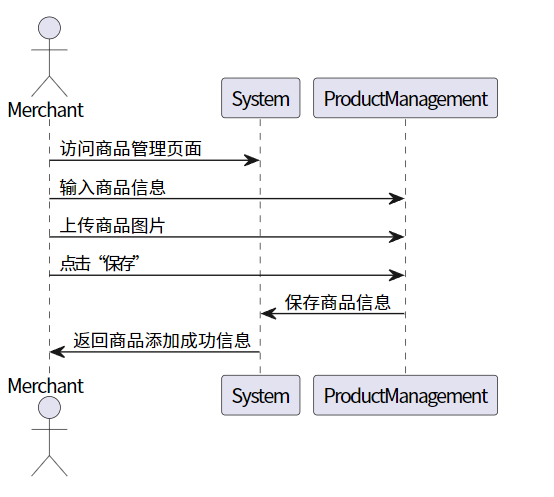 Merchant
System
ProductManagement
访问商品管理页面
输入商品信息
上传商品图片
点击“保存”
保存商品信息
返回商品添加成功信息
Merchant
System
ProductManagement